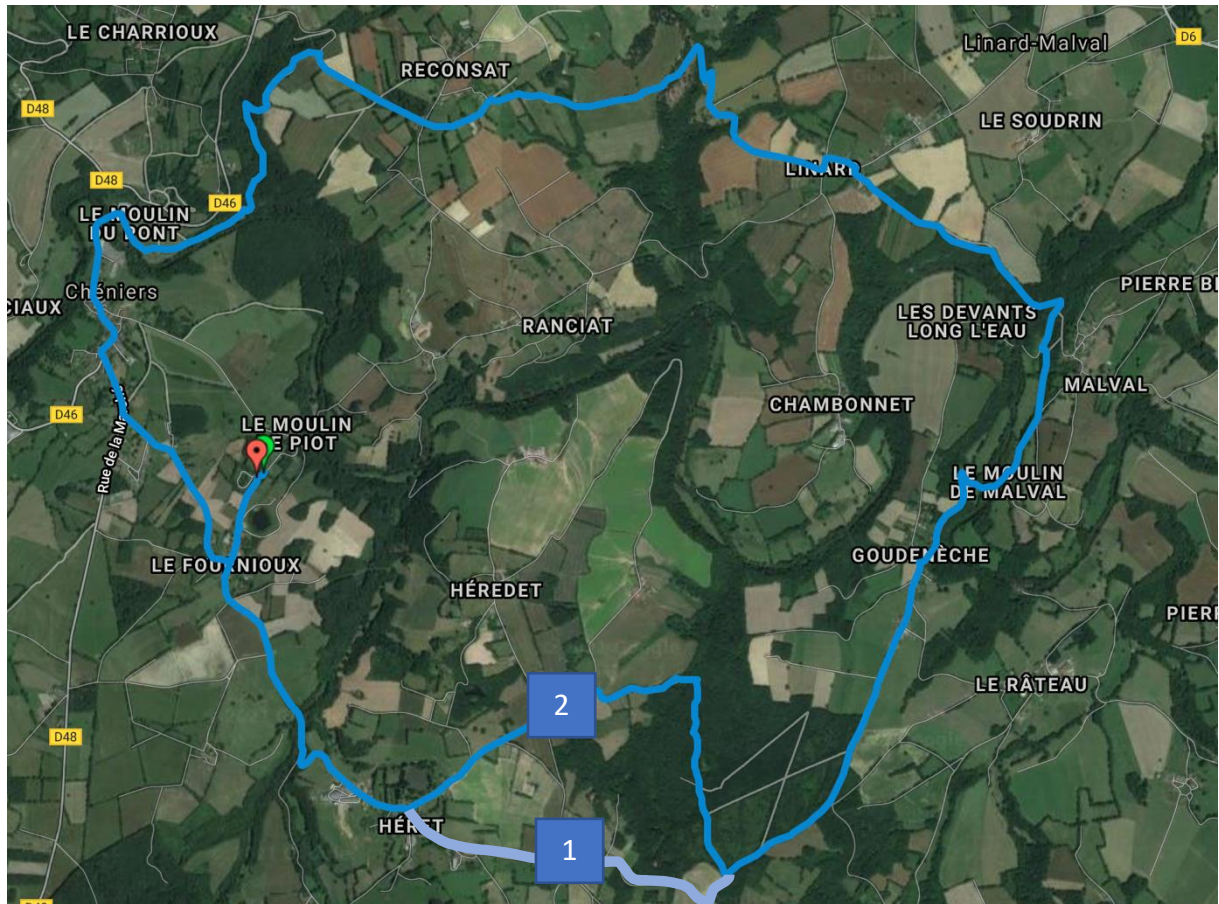 LE CHARRIOUX
RECONSAT
Linard-Malval
D6
D48
LE SOUDRIN
D48
LINARD
D46
LE MOULIN
DU PONT
Chéniers
CIAUX
PIERRE BI
LES DEVANTS
LONG L'EAU
RANCIAT
MALVAL
CHAMBONNET
D46
LE MOULIN
DE PIOT
Rue de la
LE MOULIN
DE MALVAL
GOUDENÈCHE
LE FOURNIOUX
HÉREDET
PIERR
LE RÂTEAU
2
D48
HÉRET
1